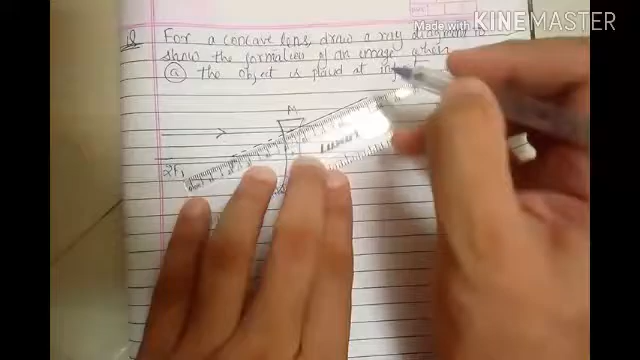 Made with KINEMASTER
Q For a concave lens, draw a ray diagram to
show the formation of an image when
(a) the object is placed at
M
2F1